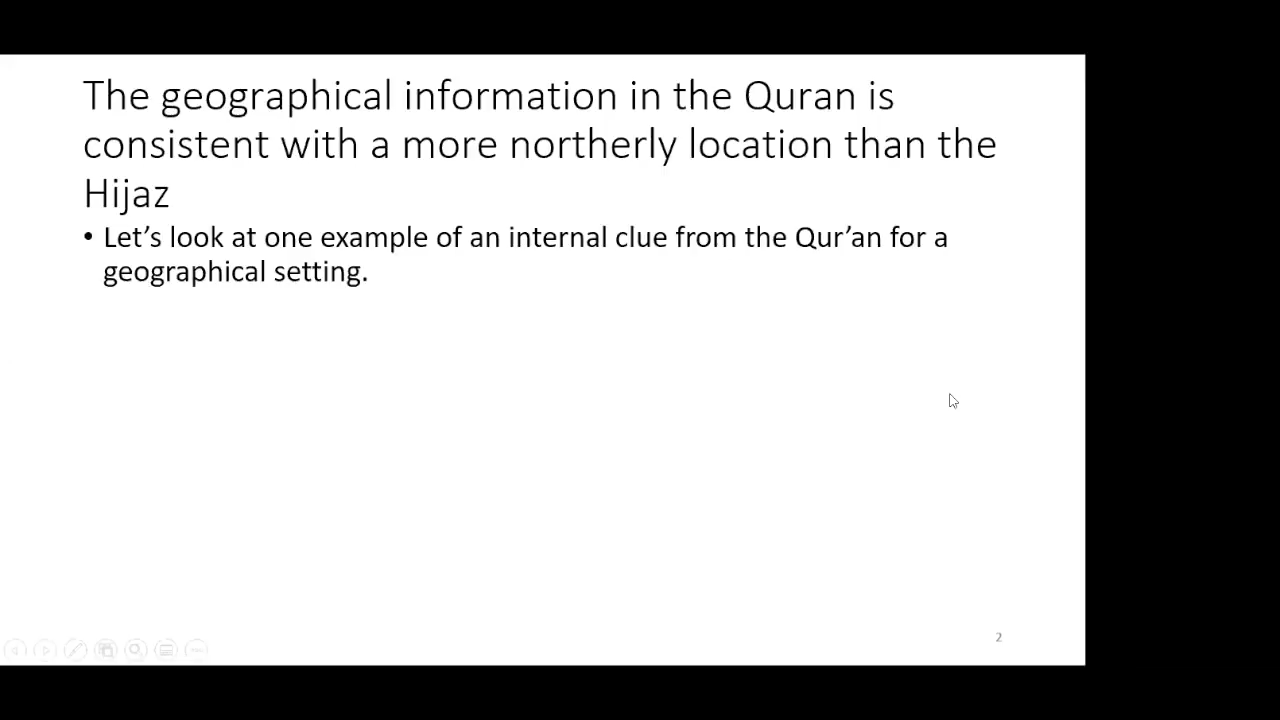 The geographical information in the Quran is
consistent with a more northerly location than the
Hijaz
• Let’s look at one example of an internal clue from the Qur’an for a
geographical setting.
2